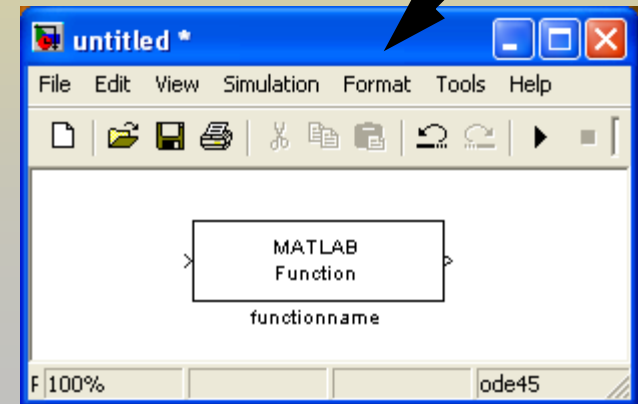 untitled *
File Edit View Simulation Format Tools Help
MATLAB
Function
functionname
F 100% ode45